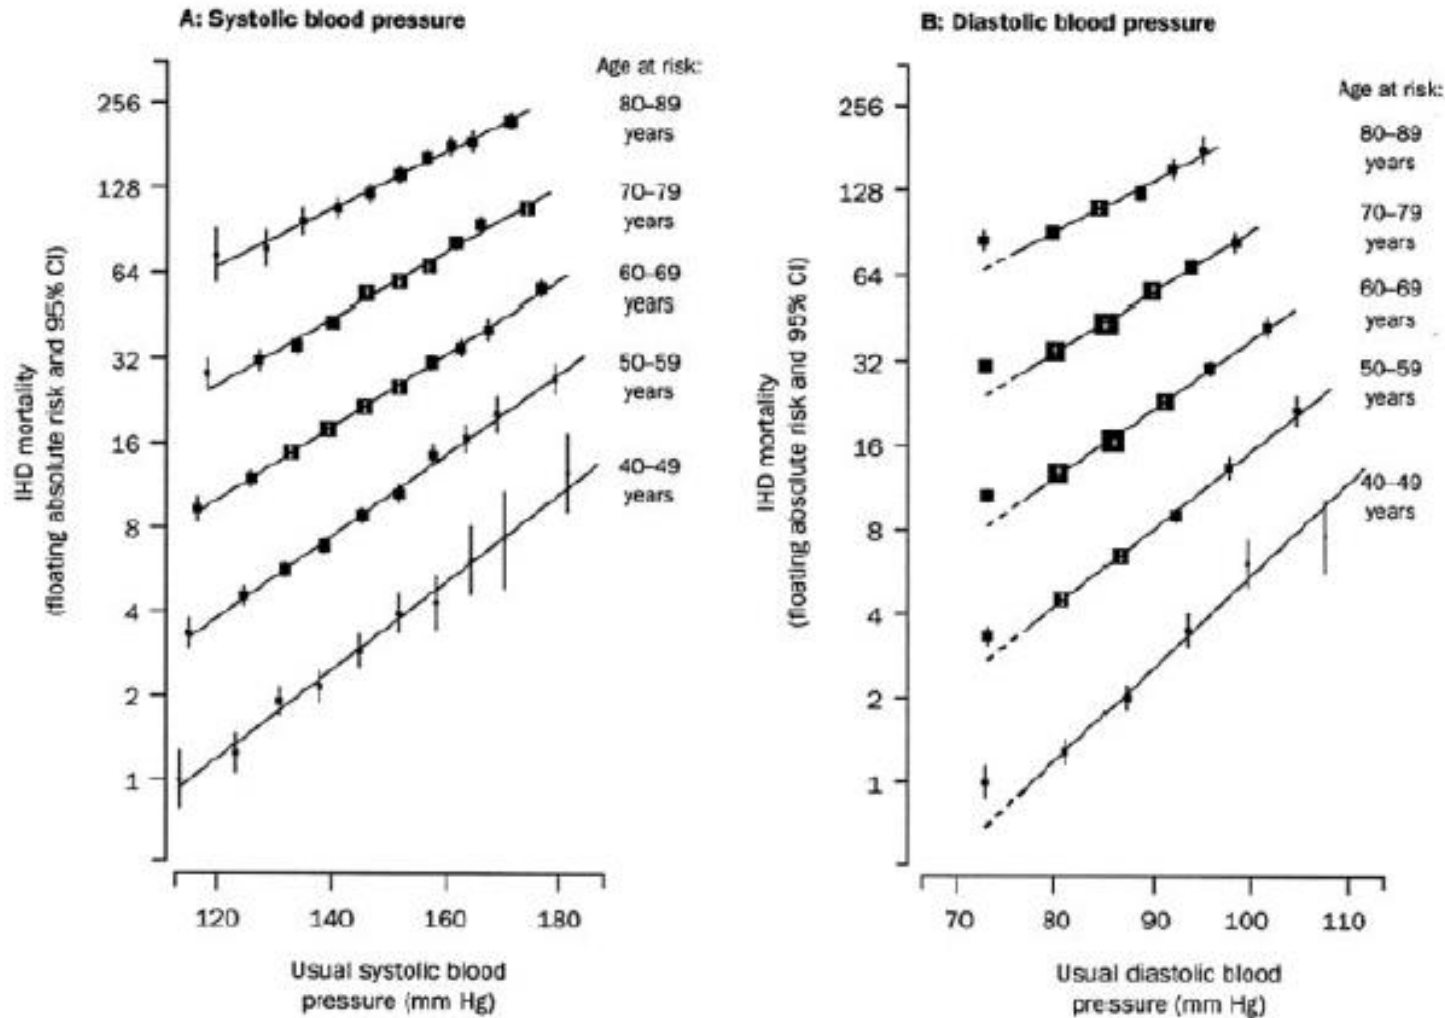 A: Systolic blood pressure
IHD mortality
(floating absolute risk and 95% CI)
256
128
64
32
16
8
4
2
1
Age at risk:
80–89
years
70–79
years
60–69
years
50–59
years
40–49
years
120 140 160 180
Usual systolic blood
pressure (mm Hg)
B: Diastolic blood pressure
IHD mortality
(floating absolute risk and 95% CI)
256
128
64
32
16
8
4
2
1
Age at risk:
80–89
years
70–79
years
60–69
years
50–59
years
40–49
years
70 80 90 100 110
Usual diastolic blood
pressure (mm Hg)